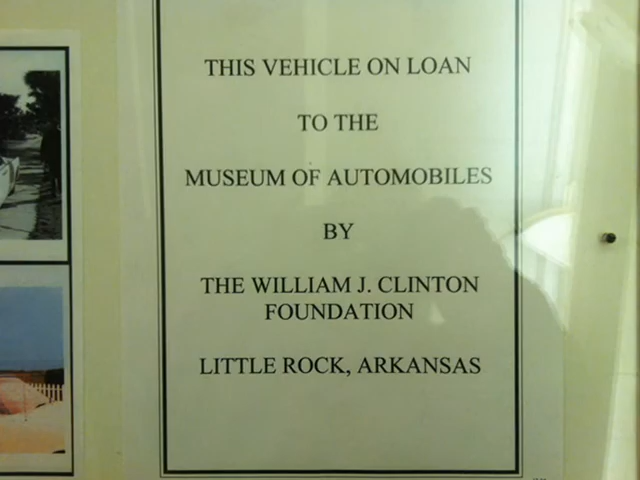 THIS VEHICLE ON LOAN
TO THE
MUSEUM OF AUTOMOBILES
BY
THE WILLIAM J. CLINTON
FOUNDATION
LITTLE ROCK, ARKANSAS